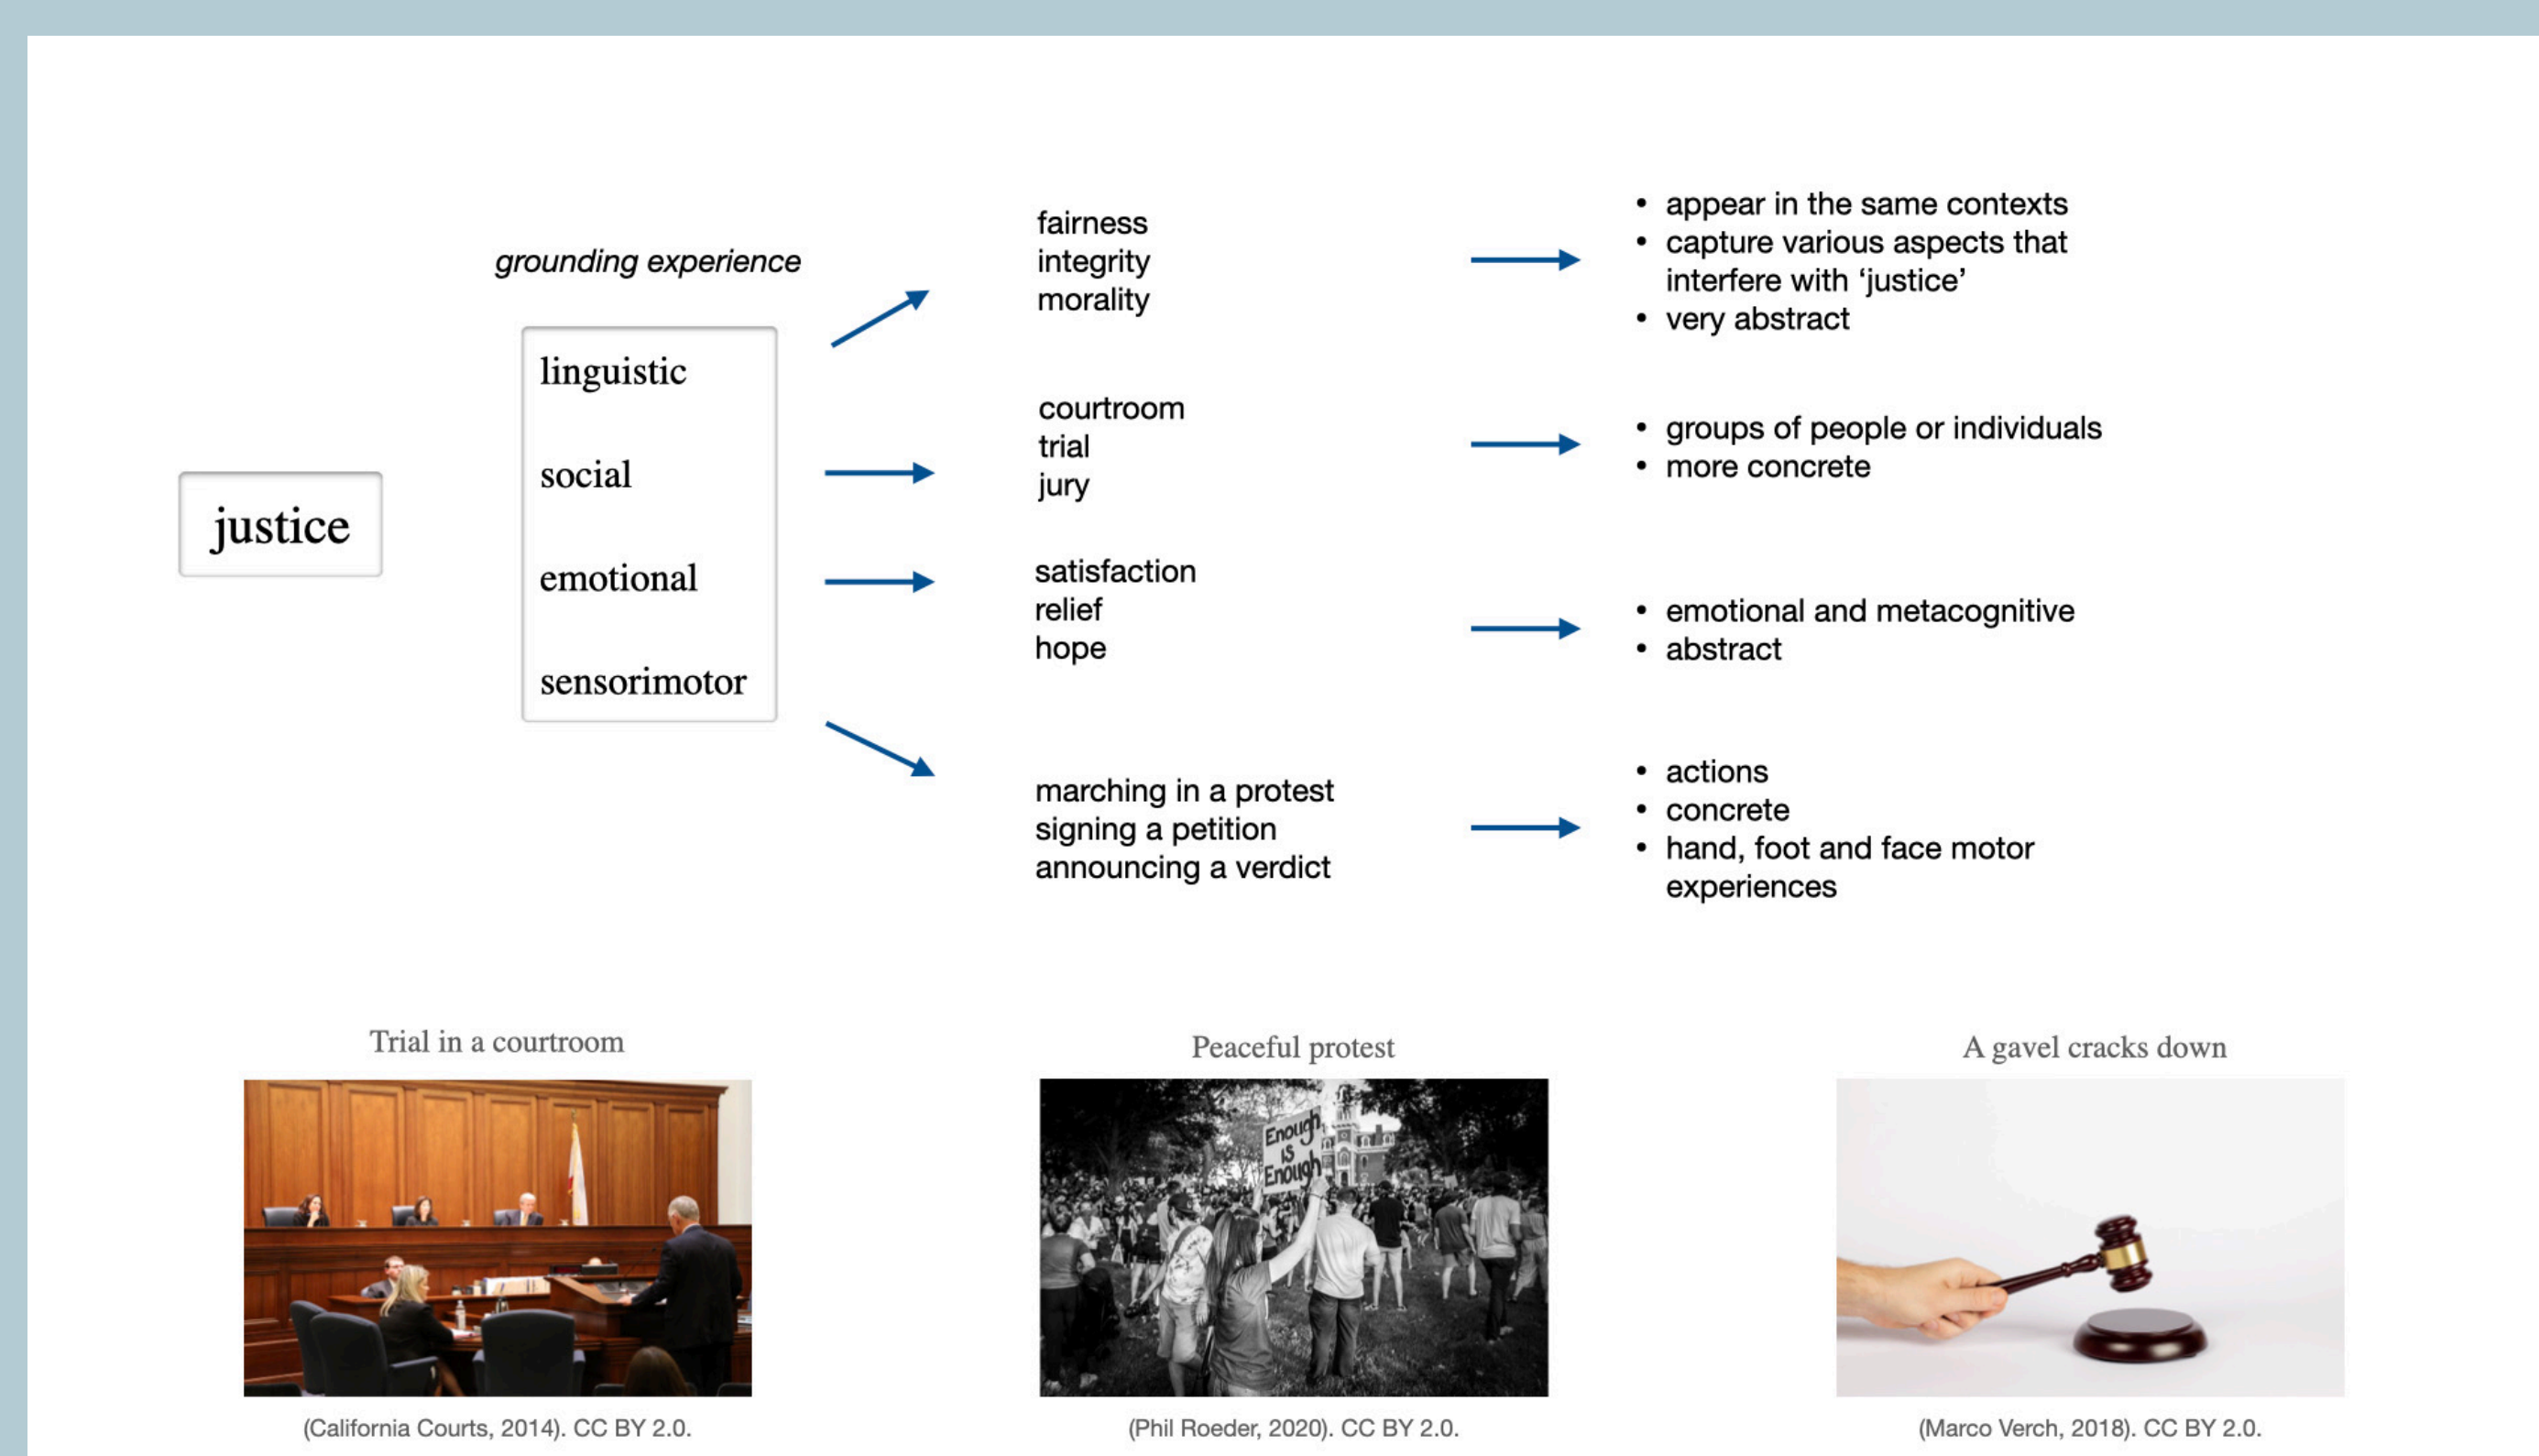 grounding experience
justice
linguistic
social
emotional
sensorimotor
fairness
integrity
morality
• appear in the same contexts
• capture various aspects that
interfere with ‘justice’
• very abstract
courtroom
trial
jury
• groups of people or individuals
• more concrete
satisfaction
relief
hope
• emotional and metacognitive
• abstract
marching in a protest
signing a petition
announcing a verdict
• actions
• concrete
• hand, foot and face motor
experiences
Trial in a courtroom
(California Courts, 2014). CC BY 2.0.
Peaceful protest
Enough
is
Enough
(Phil Roeder, 2020). CC BY 2.0.
A gavel cracks down
(Marco Verch, 2018). CC BY 2.0.